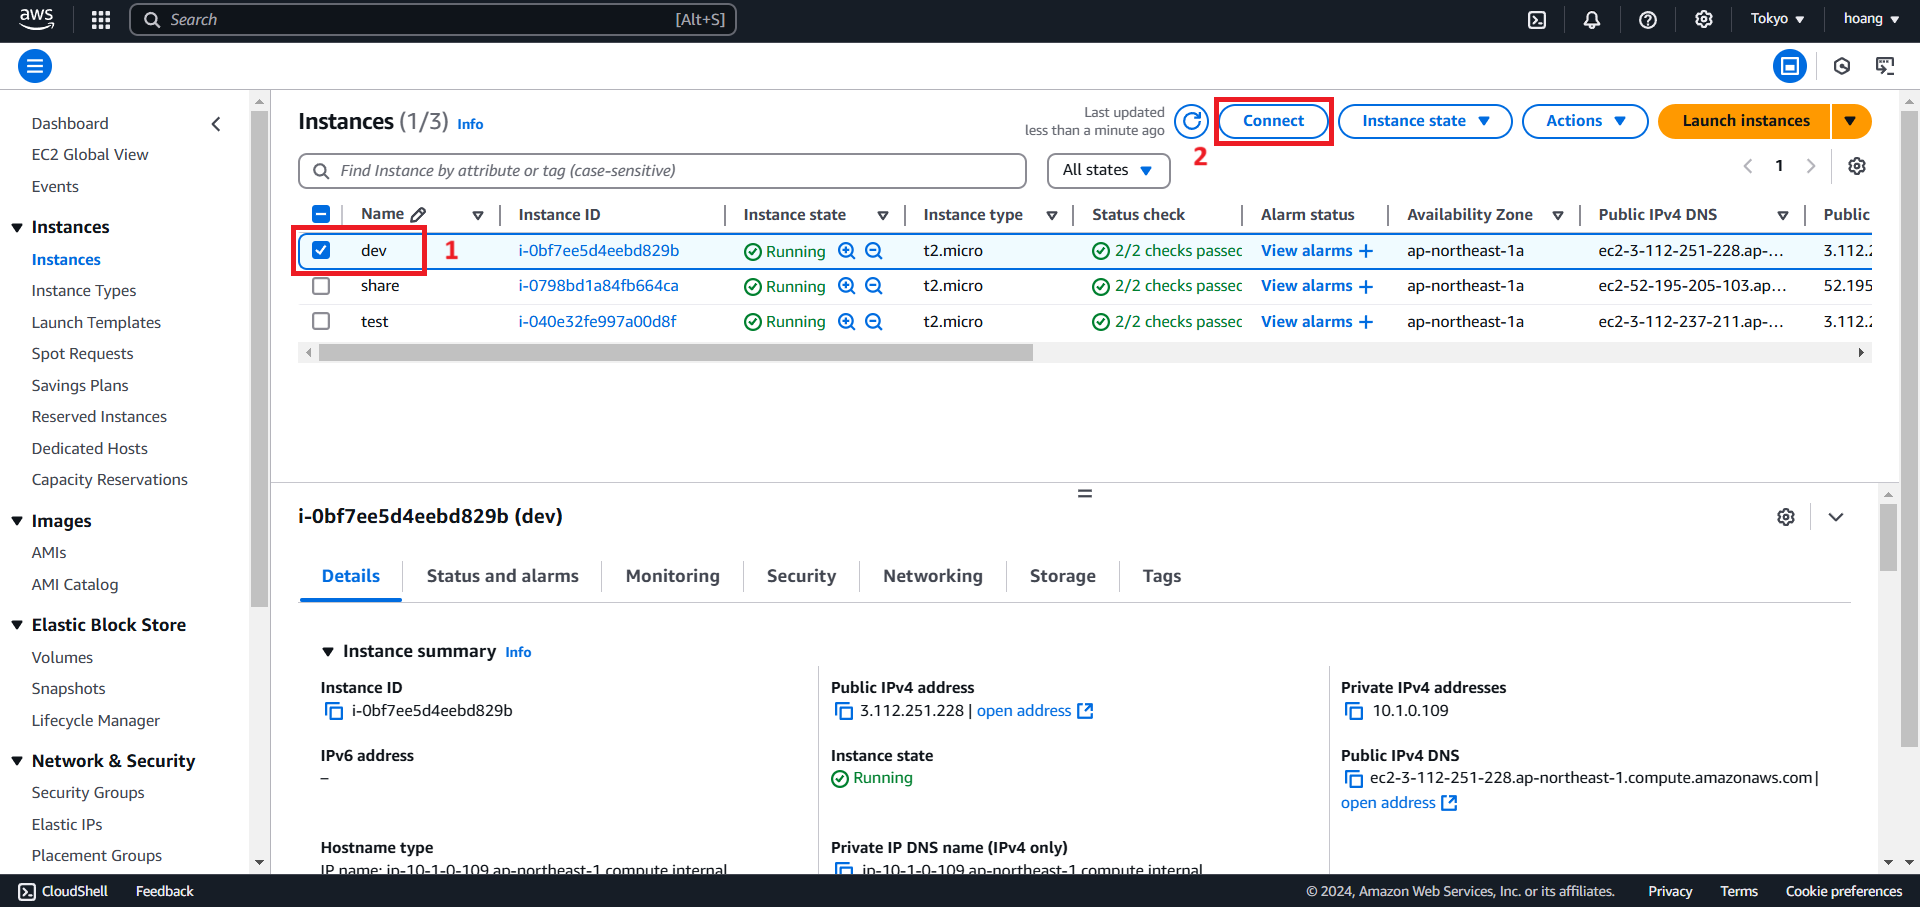 aws
Search [Alt+S]
Tokyo
hoang
Dashboard
EC2 Global View
Events
Instances
Instances
Instance Types
Launch Templates
Spot Requests
Savings Plans
Reserved Instances
Dedicated Hosts
Capacity Reservations
Images
AMIs
AMI Catalog
Elastic Block Store
Volumes
Snapshots
Lifecycle Manager
Network & Security
Security Groups
Elastic IPs
Placement Groups
Instances (1/3) Info
Last updated
less than a minute ago
Connect
Instance state
Actions
Launch instances
2
Find Instance by attribute or tag (case-sensitive)
All states
1
Name Instance ID Instance state Instance type Status check Alarm status Availability Zone Public IPv4 DNS Public
dev 1 i-0bf7ee5d4eebd829b Running t2.micro 2/2 checks passed View alarms + ap-northeast-1a ec2-3-112-251-228.ap-... 3.112.2
share i-0798bd1a84fb664ca Running t2.micro 2/2 checks passed View alarms + ap-northeast-1a ec2-52-195-205-103.ap... 52.195
test i-040e32fe997a00d8f Running t2.micro 2/2 checks passed View alarms + ap-northeast-1a ec2-3-112-237-211.ap-... 3.112.2
i-0bf7ee5d4eebd829b (dev)
Details Status and alarms Monitoring Security Networking Storage Tags
Instance summary Info
Instance ID
i-0bf7ee5d4eebd829b
Public IPv4 address
3.112.251.228 | open address
Private IPv4 addresses
10.1.0.109
IPv6 address
–
Instance state
Running
Public IPv4 DNS
ec2-3-112-251-228.ap-northeast-1.compute.amazonaws.com |
open address
Hostname type
IP name: ip-10-1-0-109.ap-northeast-1.compute.internal
Private IP DNS name (IPv4 only)
ip-10-1-0-109.ap-northeast-1.compute.internal
CloudShell Feedback © 2024, Amazon Web Services, Inc. or its affiliates. Privacy Terms Cookie preferences